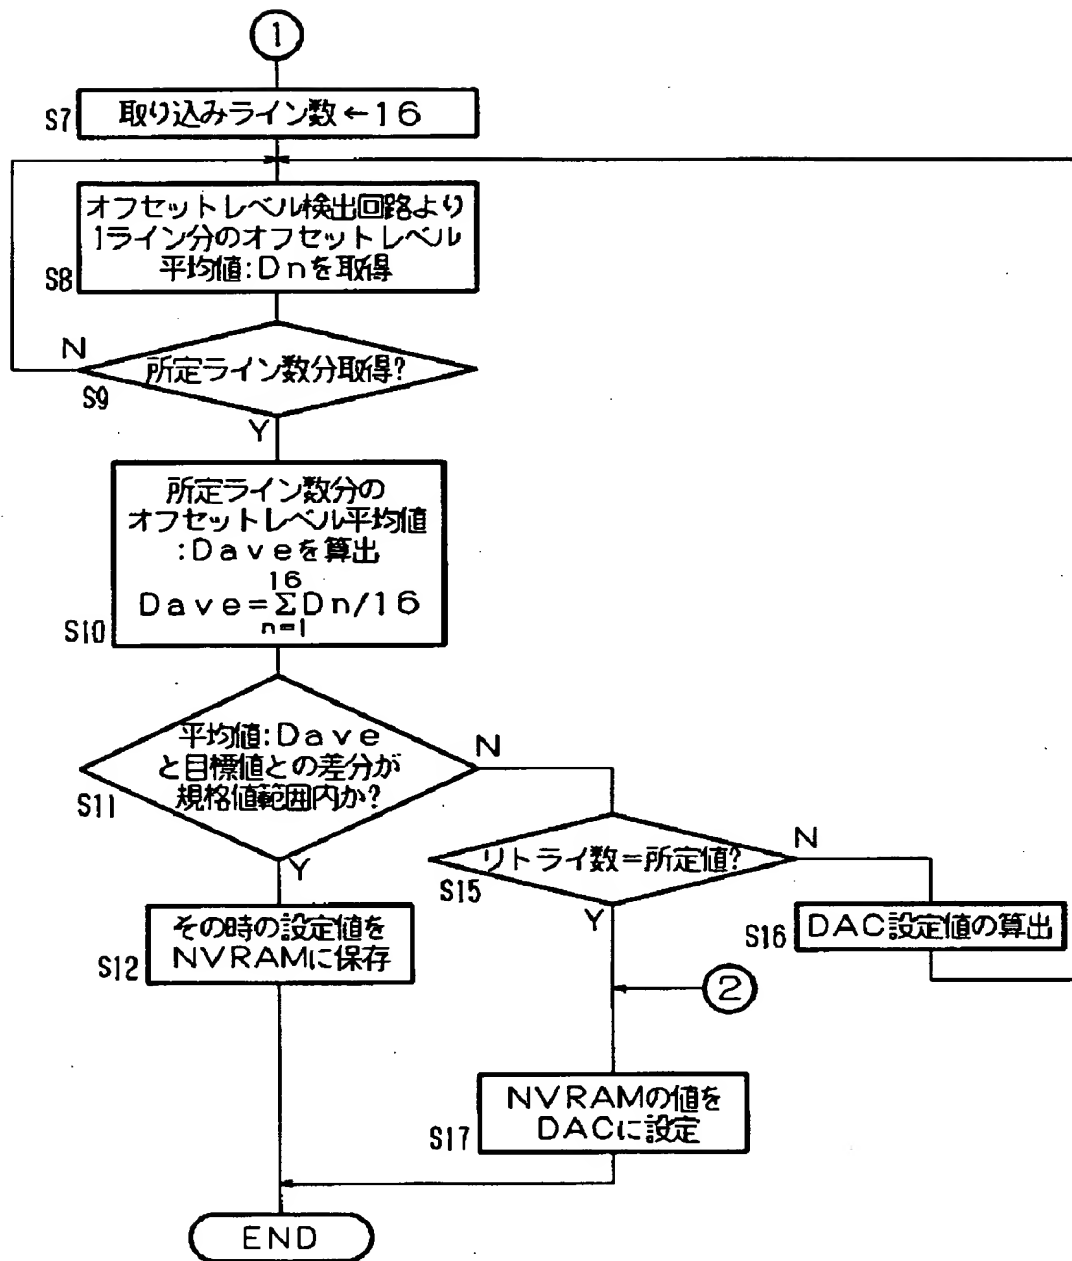 1
S7
取り込みライン数←16
オフセットレベル検出回路より
1ライン分のオフセットレベル
平均値:Dnを取得
S8
N
所定ライン数分取得?
S9
Y
所定ライン数分の
オフセットレベル平均値
:Daveを算出
16
Dave=ΣDn/16
n=1
S10
平均値:Dave
と目標値との差分が
規格値範囲内か?
S11
N
Y
リトライ数=所定値?
S15
N
Y
その時の設定値を
NVRAMに保存
S12
DAC設定値の算出
S16
2
NVRAMの値を
DACに設定
S17
END